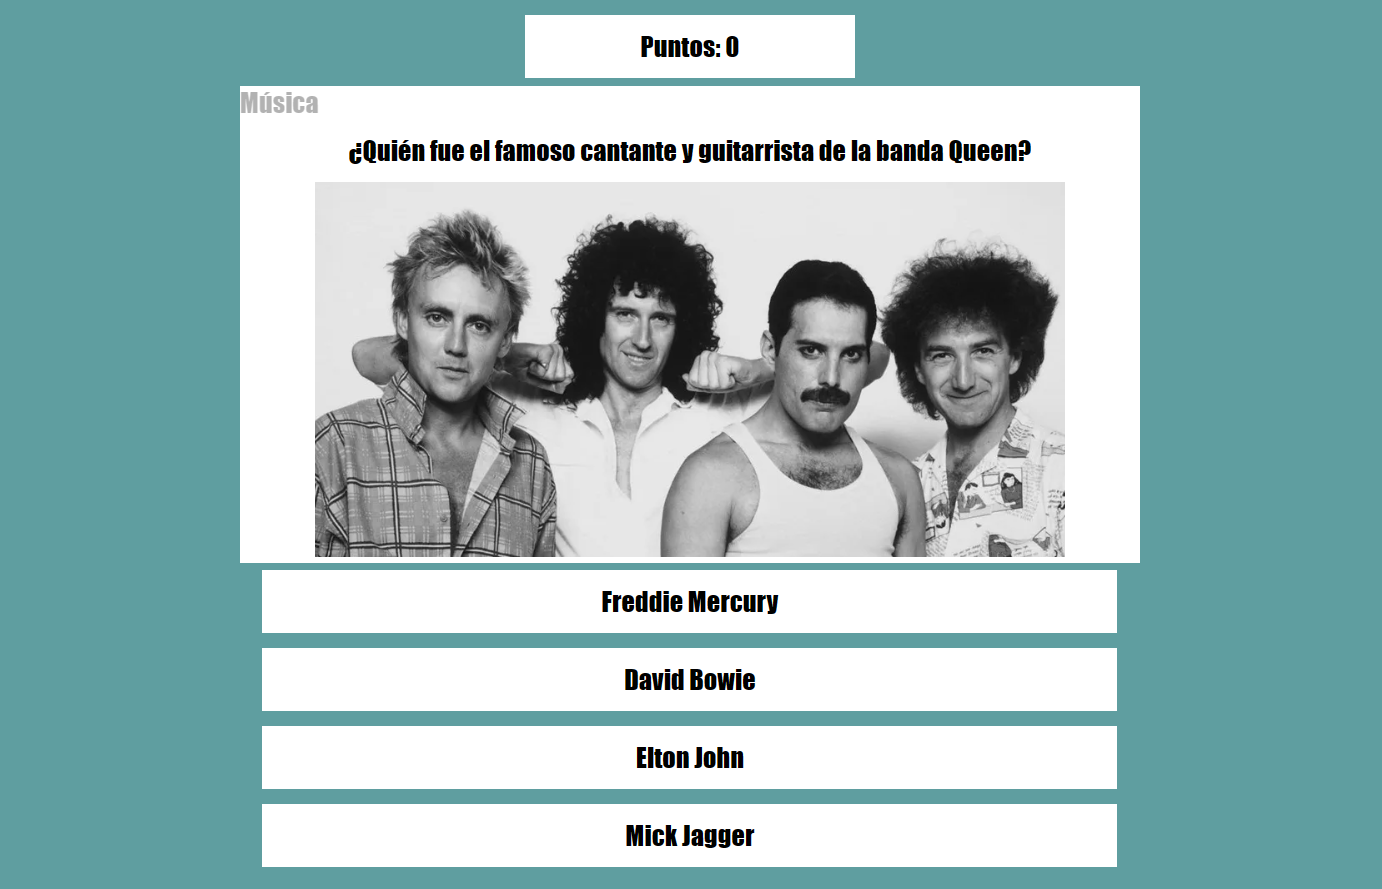 Puntos: 0
Música
¿Quién fue el famoso cantante y guitarrista de la banda Queen?
Freddie Mercury
David Bowie
Elton John
Mick Jagger